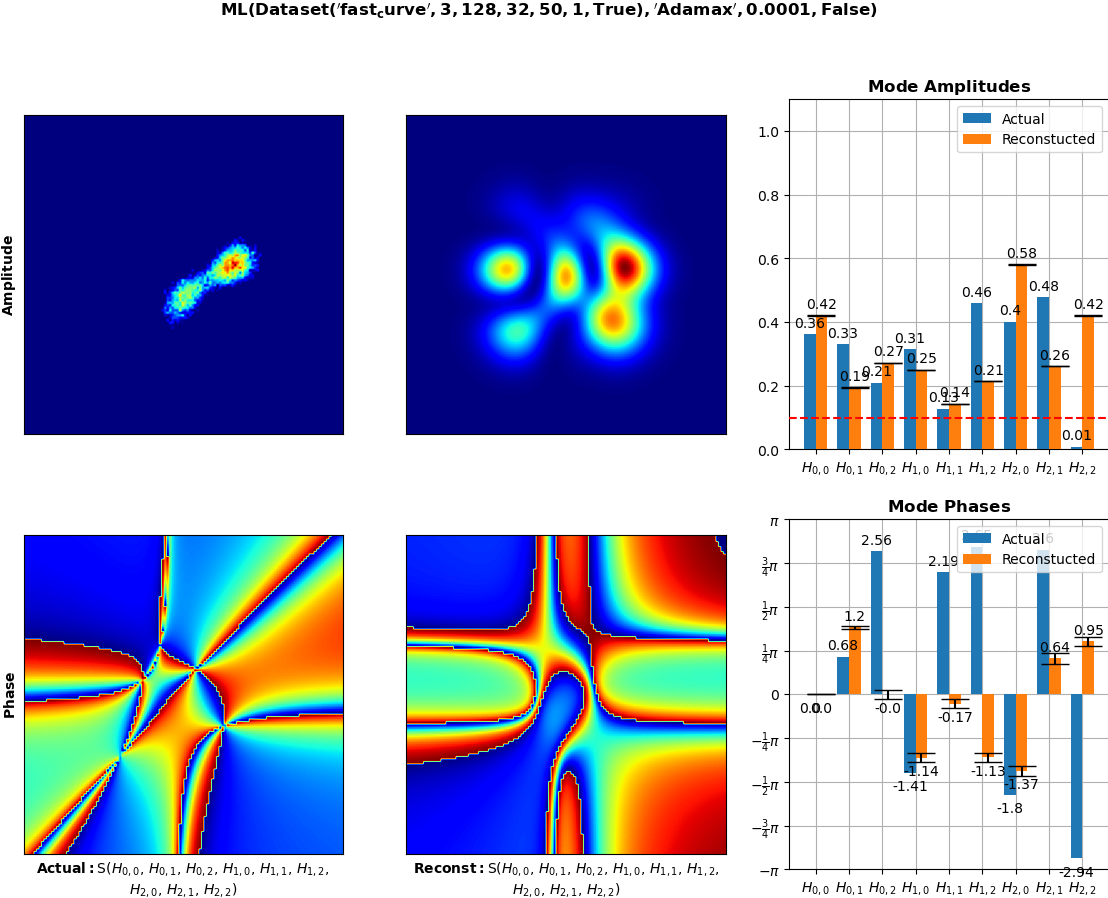 ML(Dataset('fast_curve', 3, 128, 32, 50, 1, True), 'Adamax', 0.0001, False)
Amplitude
Mode Amplitudes
Actual
Reconstucted
1.0
0.8
0.6
0.4
0.2
0.0
0.36
0.42
0.33
0.19
0.21
0.27
0.31
0.25
0.13
0.14
0.46
0.21
0.4
0.58
0.48
0.26
0.01
0.42
H0,0 H0,1 H0,2 H1,0 H1,1 H1,2 H2,0 H2,1 H2,2
Phase
Actual: S(H0,0, H0,1, H0,2, H1,0, H1,1, H1,2,
H2,0, H2,1, H2,2)
Reconst: S(H0,0, H0,1, H0,2, H1,0, H1,1, H1,2,
H2,0, H2,1, H2,2)
Mode Phases
Actual
Reconstucted
π
3/4π
1/2π
1/4π
0
−1/4π
−1/2π
−3/4π
−π
0.0
0.0
0.68
1.2
2.56
-0.0
-1.41
-1.14
2.19
-0.17
-1.13
-1.8
-1.37
0.64
-2.94
0.95
H0,0 H0,1 H0,2 H1,0 H1,1 H1,2 H2,0 H2,1 H2,2